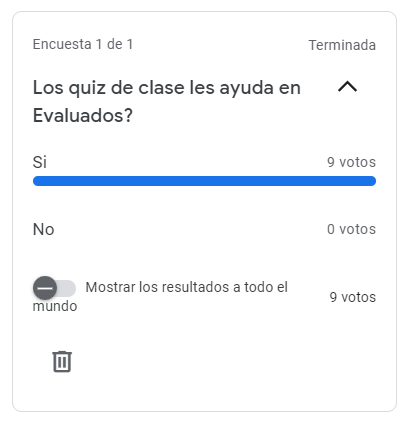 Encuesta 1 de 1
Terminada
Los quiz de clase les ayuda en
Evaluados?
Si
9 votos
No
0 votos
Mostrar los resultados a todo el
mundo
9 votos